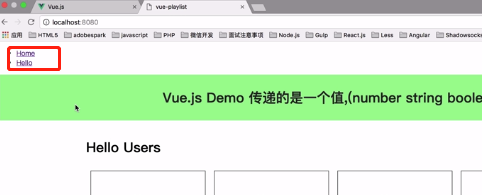 Vue.js
vue-playlist
localhost:8080
应用 HTML5 adobespark javascript PHP 微信开发 面试注意事项 Node.js Gulp React.js Less Angular Shadowsocks
Home
Hello
Vue.js Demo 传递的是一个值,(number string boole
Hello Users